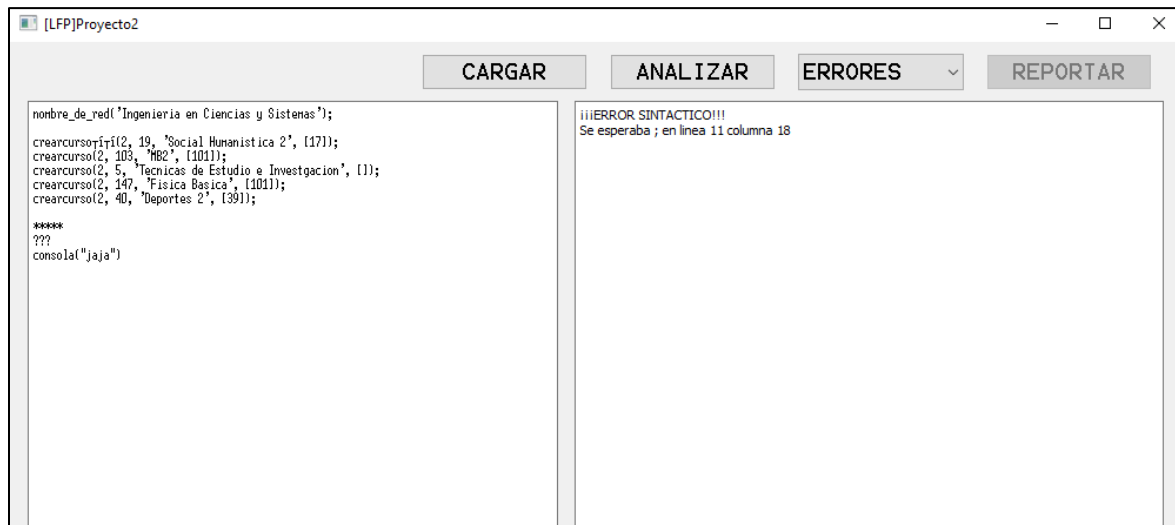 [LFP]Proyecto2
CARGAR
ANALIZAR
ERRORES
REPORTAR
nombre_de_red('Ingenieria en Ciencias y Sistemas');
crearcurso┬í┬í(2, 19, 'Social Humanistica 2', [17]);
crearcurso(2, 103, 'MB2', [101]);
crearcurso(2, 5, 'Tecnicas de Estudio e Investgacion', []);
crearcurso(2, 147, 'Fisica Basica', [101]);
crearcurso(2, 40, 'Deportes 2', [39]);
*****
???
consola("jaja")
¡¡¡ERROR SINTACTICO!!!
Se esperaba ; en linea 11 columna 18